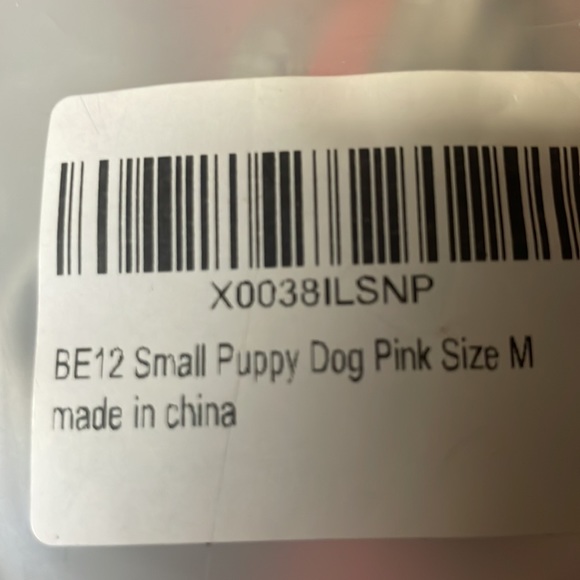 X0038ILSNP
BE12 Small Puppy Dog Pink Size M
made in china